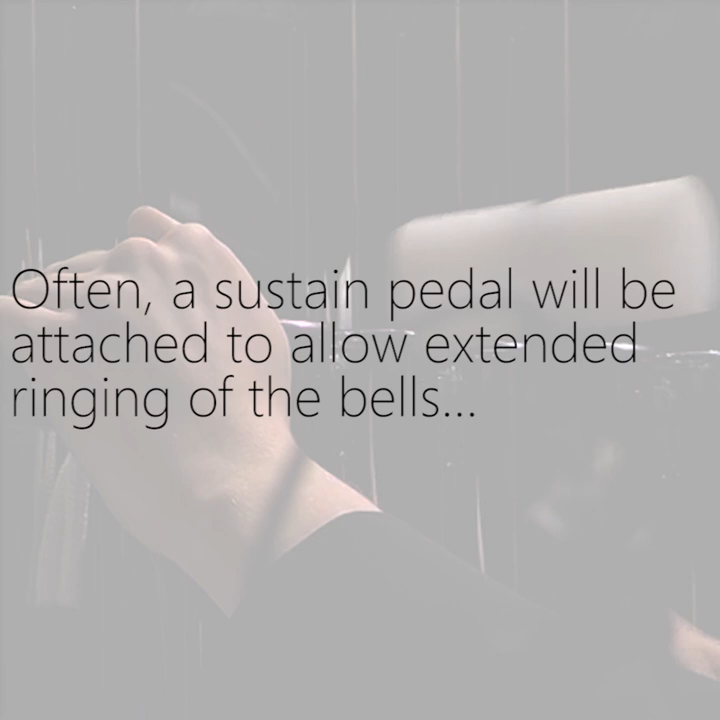 Often, a sustain pedal will be
attached to allow extended
ringing of the bells...